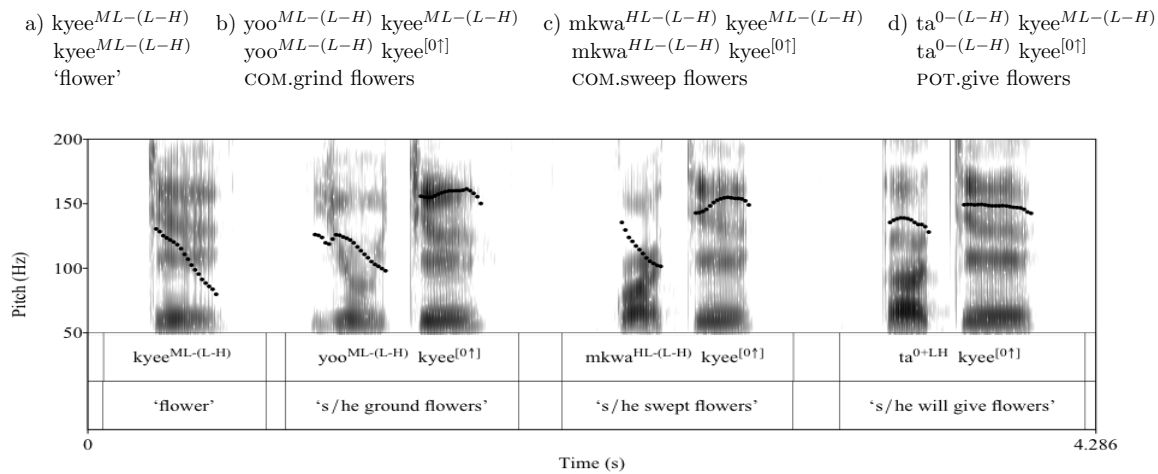 a) kyee^{ML−(L−H)} b) yoo^{ML−(L−H)} kyee^{ML−(L−H)} c) mkwa^{HL−(L−H)} kyee^{ML−(L−H)} d) ta^{0−(L−H)} kyee^{ML−(L−H)}
kyee^{ML−(L−H)} yoo^{ML−(L−H)} kyee^{[0↑]} mkwa^{HL−(L−H)} kyee^{[0↑]} ta^{0−(L−H)} kyee^{[0↑]}
‘flower’ COM.grind flowers COM.sweep flowers POT.give flowers
200
150
100
50
Pitch (Hz)
kyee^{ML-(L-H)} yoo^{ML-(L-H)} kyee^{[0↑]} mkwa^{HL-(L-H)} kyee^{[0↑]} ta^{0+LH} kyee^{[0↑]}
‘flower’ ‘s/he ground flowers’ ‘s/he swept flowers’ ‘s/he will give flowers’
0 4.286
Time (s)